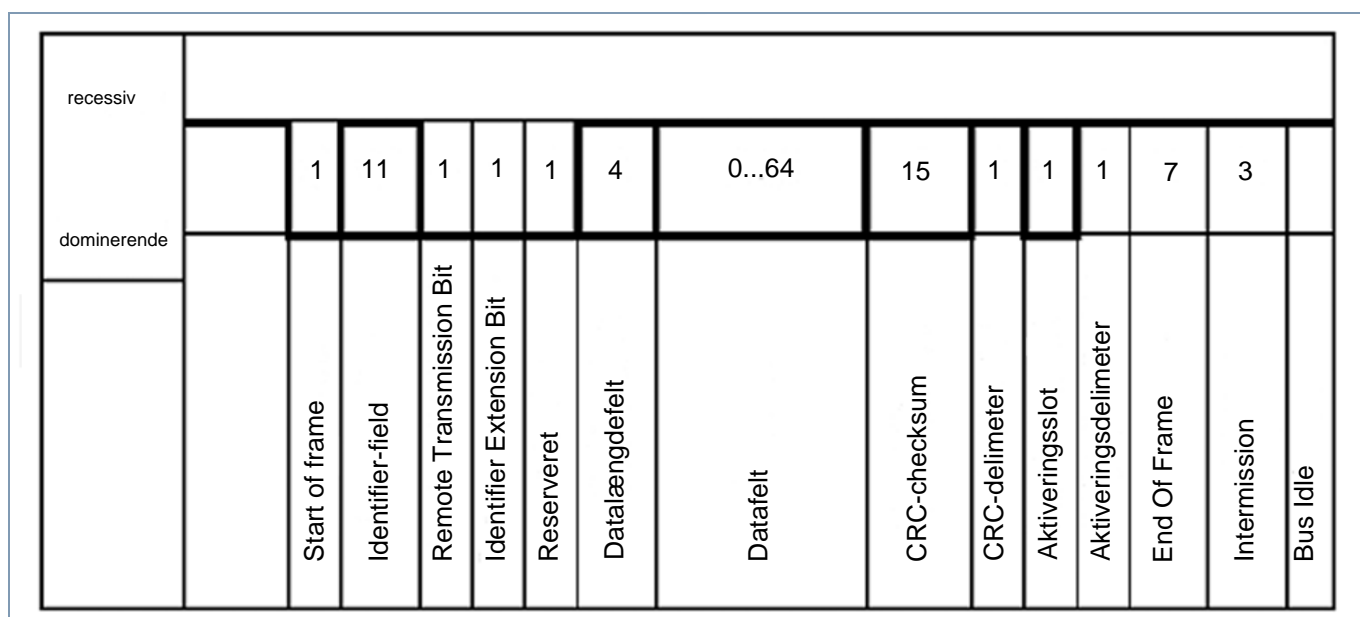 recessiv
1 11 1 1 1 4 0...64 15 1 1 1 7 3
dominerende
Start of frame
Identifier-field
Remote Transmission Bit
Identifier Extension Bit
Reserveret
Datalængdefelt
Datafelt
CRC-checksum
CRC-delimeter
Aktiveringsslot
Aktiveringsdelimeter
End Of Frame
Intermission
Bus Idle